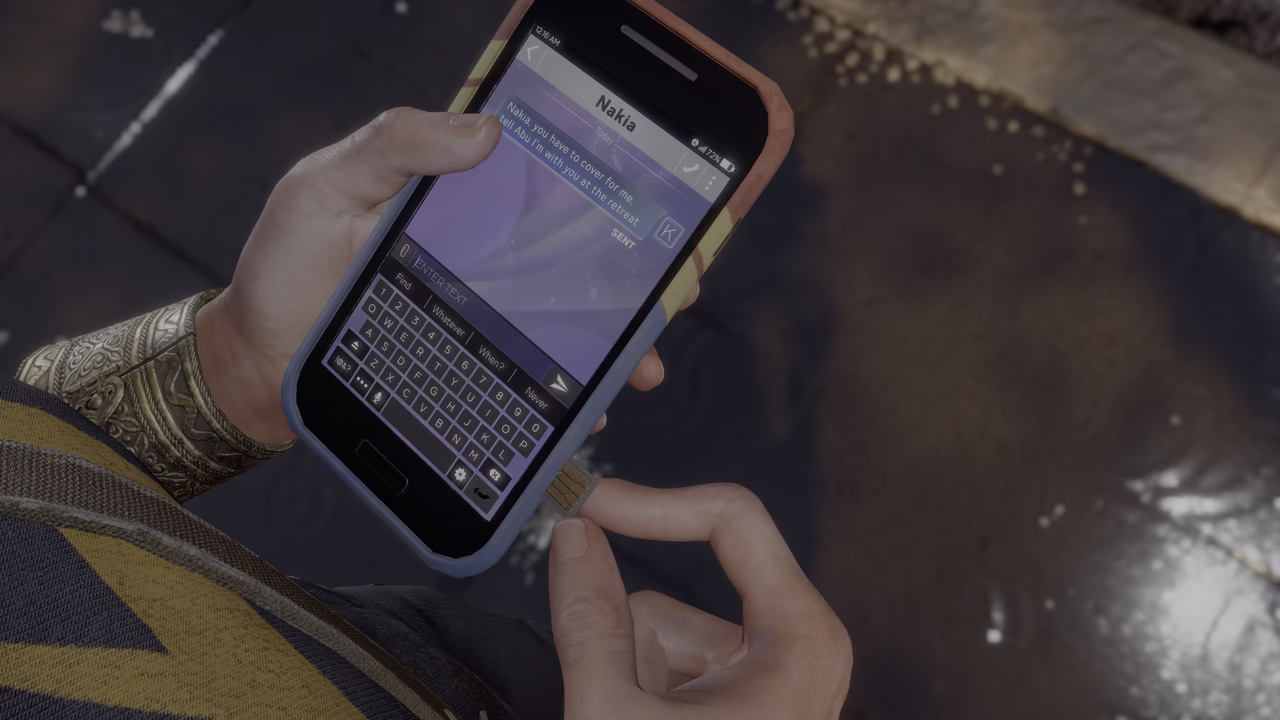 12:16 AM
72%
Nakia
Today
Nakia, you have to cover for me,
tell Abu I'm with you at the retreat
K
SENT
ENTER TEXT
Find Whatever When? Never
1 2 3 4 5 6 7 8 9 0
Q W E R T Y U I O P
A S D F G H J K L
Z X C V B N M
!@&?